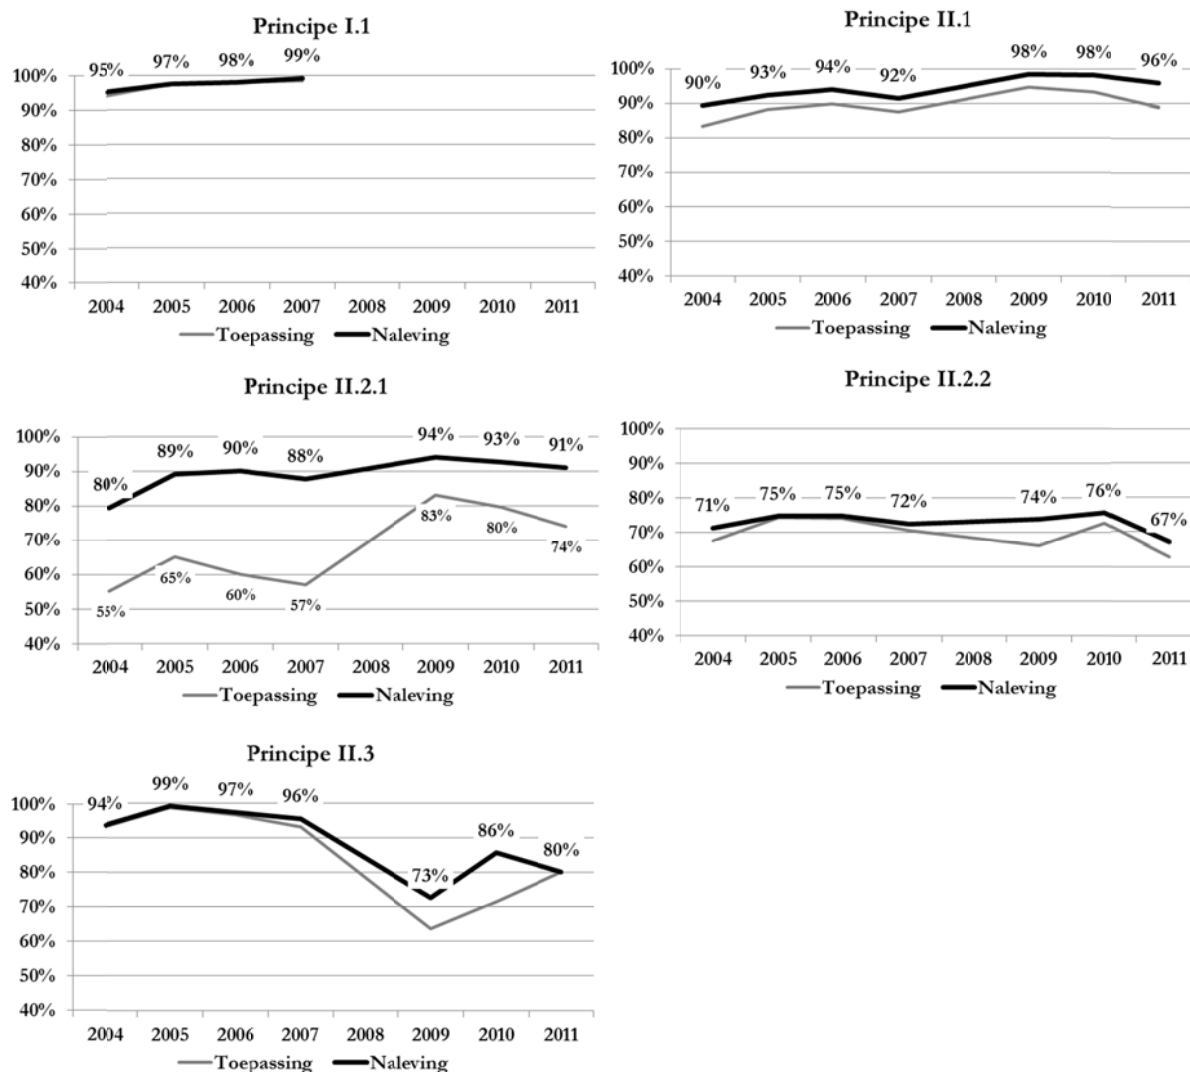 Principe I.1
95% 97% 98% 99%
100%
90%
80%
70%
60%
50%
40%
2004 2005 2006 2007 2008 2009 2010 2011
Toepassing Naleving
Principe II.1
90% 93% 94% 92% 98% 98% 96%
100%
90%
80%
70%
60%
50%
40%
2004 2005 2006 2007 2008 2009 2010 2011
Toepassing Naleving
Principe II.2.1
80% 89% 90% 88% 94% 93% 91%
100%
90%
80%
70%
60%
50%
40%
55% 65% 60% 57% 83% 80% 74%
2004 2005 2006 2007 2008 2009 2010 2011
Toepassing Naleving
Principe II.2.2
71% 75% 75% 72% 74% 76% 67%
100%
90%
80%
70%
60%
50%
40%
2004 2005 2006 2007 2008 2009 2010 2011
Toepassing Naleving
Principe II.3
94% 99% 97% 96% 73% 86% 80%
100%
90%
80%
70%
60%
50%
40%
2004 2005 2006 2007 2008 2009 2010 2011
Toepassing Naleving